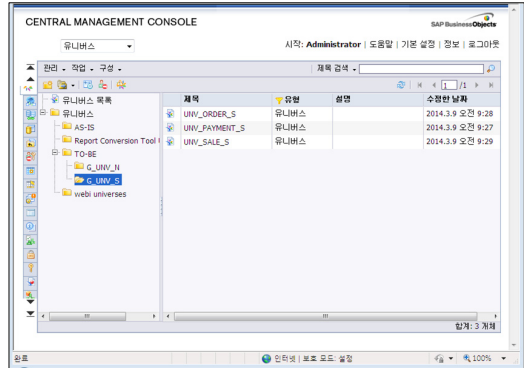 CENTRAL MANAGEMENT CONSOLE
SAP BusinessObjects
유니버스
시작: Administrator | 도움말 | 기본 설정 | 정보 | 로그아웃
관리 작업 구성
제목 검색
1 /1
유니버스 목록
유니버스
AS-IS
Report Conversion Tool
TO-BE
G_UNV_N
G_UNV_S
webi universes
제목 유형 설명 수정한 날짜
UNV_ORDER_S 유니버스 2014.3.9 오전 9:28
UNV_PAYMENT_S 유니버스 2014.3.9 오전 9:27
UNV_SALE_S 유니버스 2014.3.9 오전 9:29
합계: 3 개체
완료
인터넷 | 보호 모드: 설정
100%